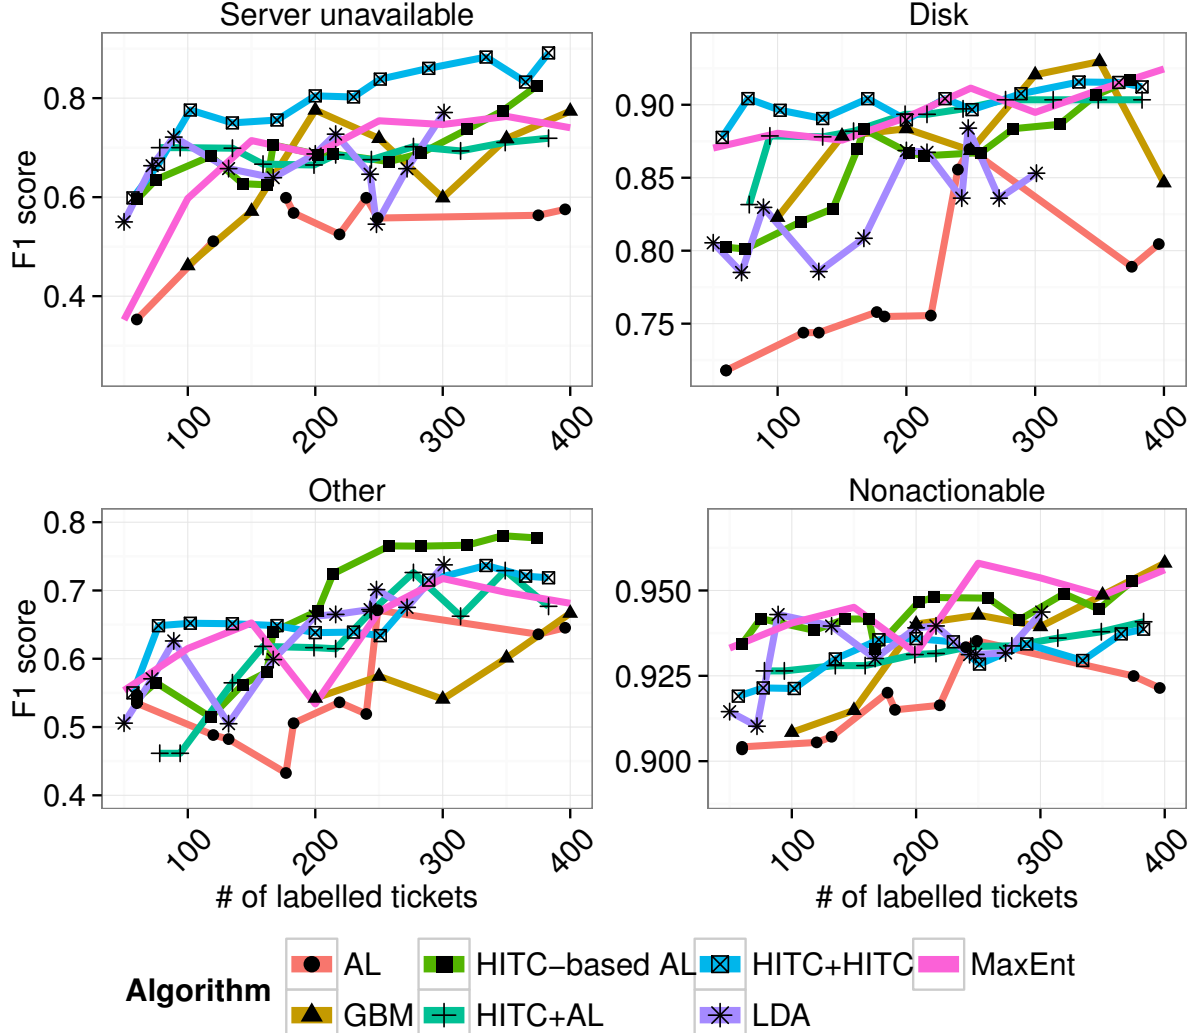 Server unavailable Disk
F1 score
0.8
0.6
0.4
0.90
0.85
0.80
0.75
100 200 300 400 100 200 300 400
Other Nonactionable
F1 score
0.8
0.7
0.6
0.5
0.4
0.950
0.925
0.900
100 200 300 400 100 200 300 400
# of labelled tickets # of labelled tickets
Algorithm
AL HITC−based AL HITC+HITC MaxEnt
GBM HITC+AL LDA